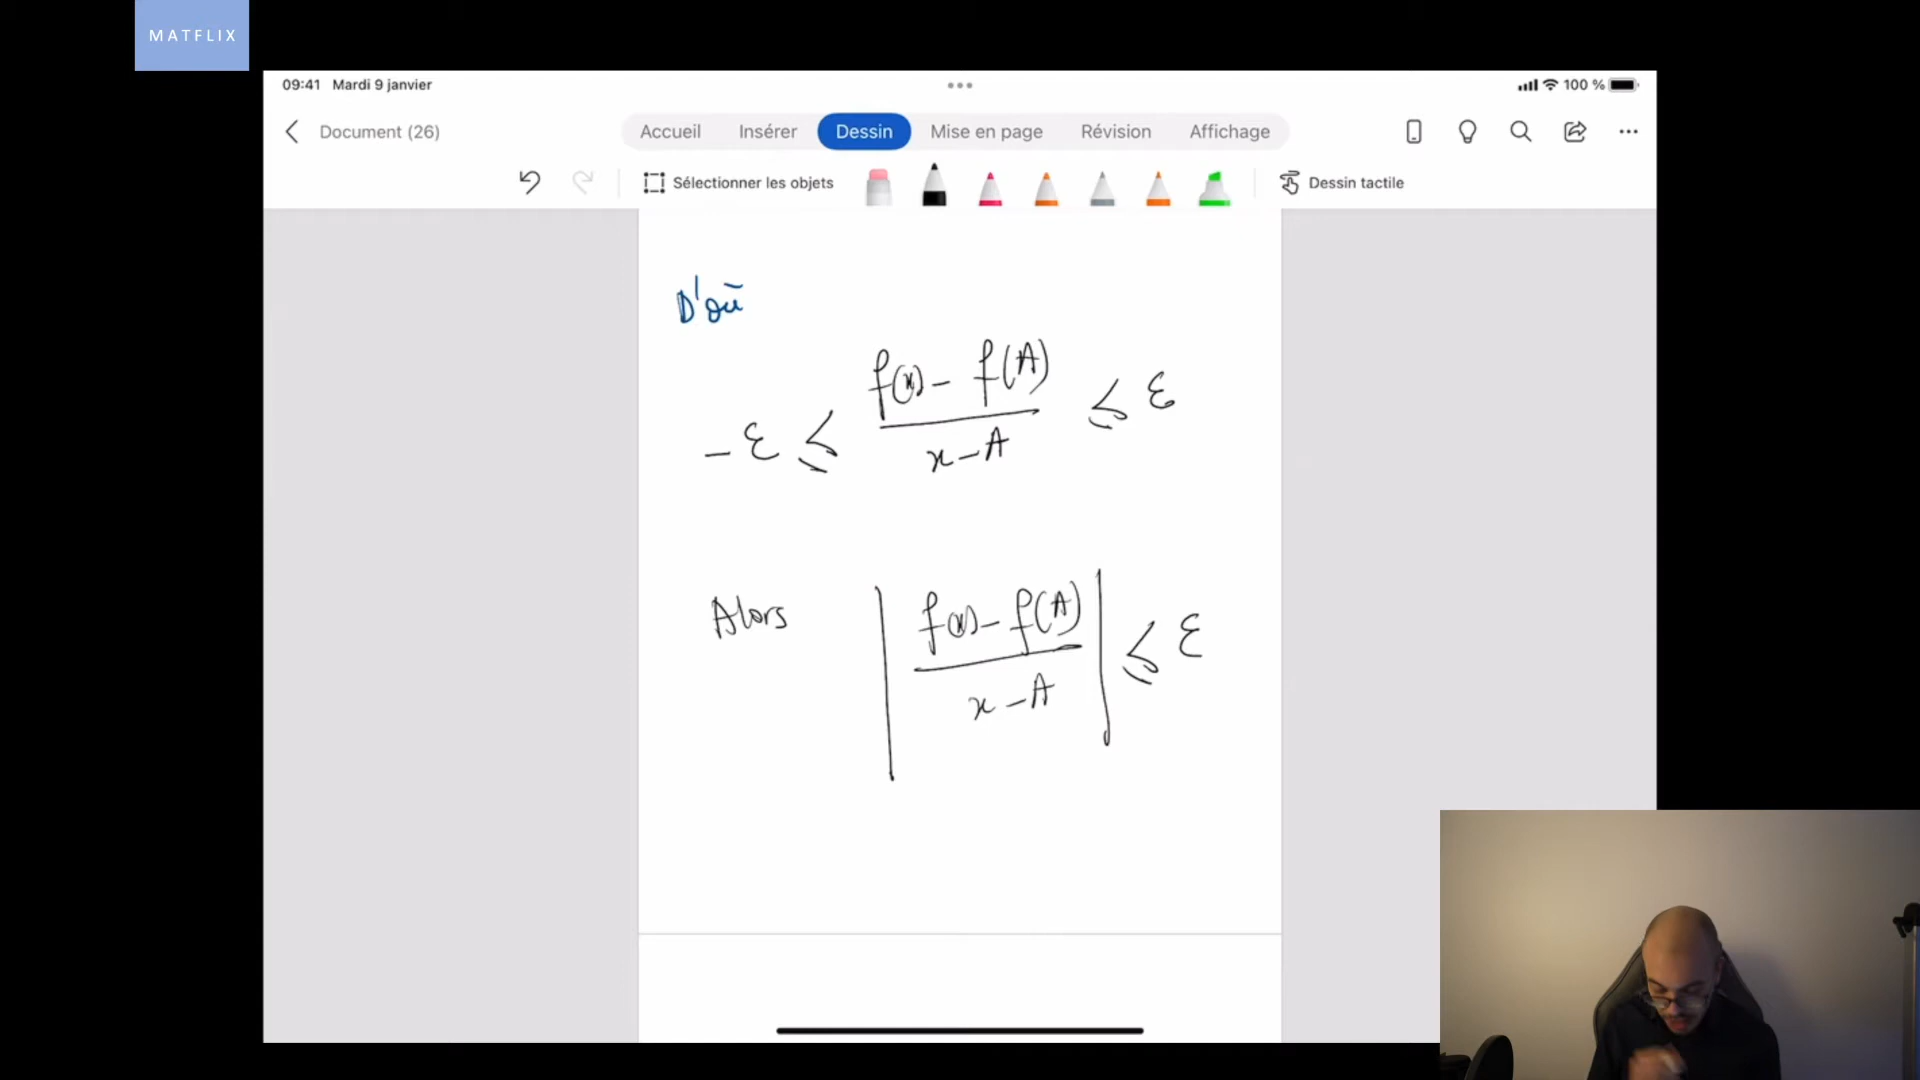 MATFLIX
09:41 Mardi 9 janvier
100 %
Document (26)
Accueil Insérer Dessin Mise en page Révision Affichage
Sélectionner les objets
Dessin tactile
D'où
-ε ≤ (f(x) - f(A))/(x - A) ≤ ε
Alors |(f(x) - f(A))/(x - A)| ≤ ε